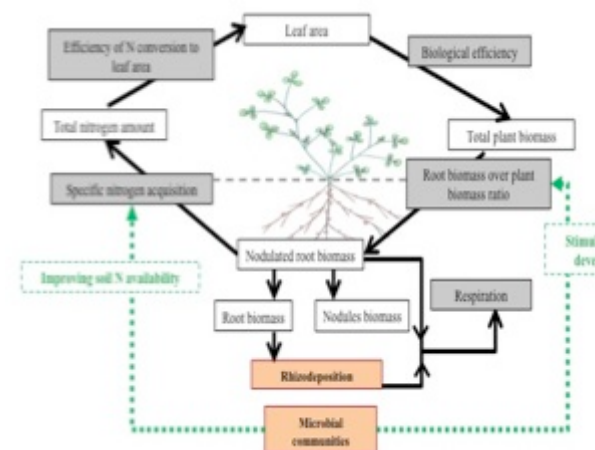 Leaf area
Efficiency of N conversion to
leaf area
Biological efficiency
Total nitrogen amount
Total plant biomass
Specific nitrogen acquisition
Root biomass over plant
biomass ratio
Nodulated root biomass
Improving soil N availability
Root biomass
Nodules biomass
Respiration
Rhizodeposition
Microbial
communities